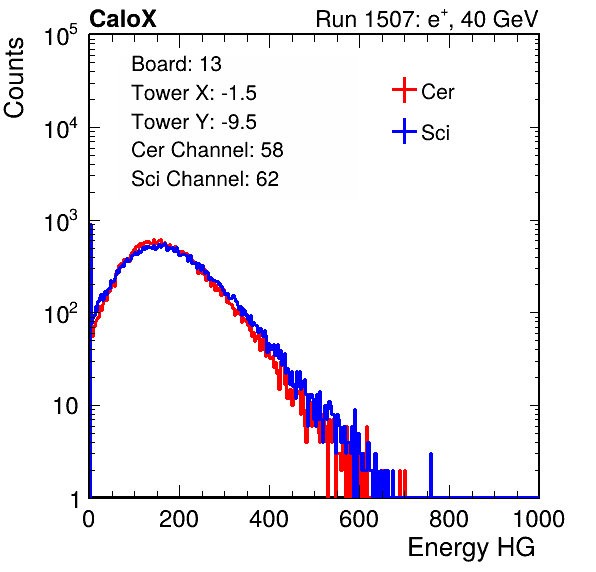 CaloX Run 1507: e⁺, 40 GeV
Board: 13
Tower X: -1.5
Tower Y: -9.5
Cer Channel: 58
Sci Channel: 62
Cer
Sci
Counts
10⁵
10⁴
10³
10²
10
1
0 200 400 600 800 1000
Energy HG